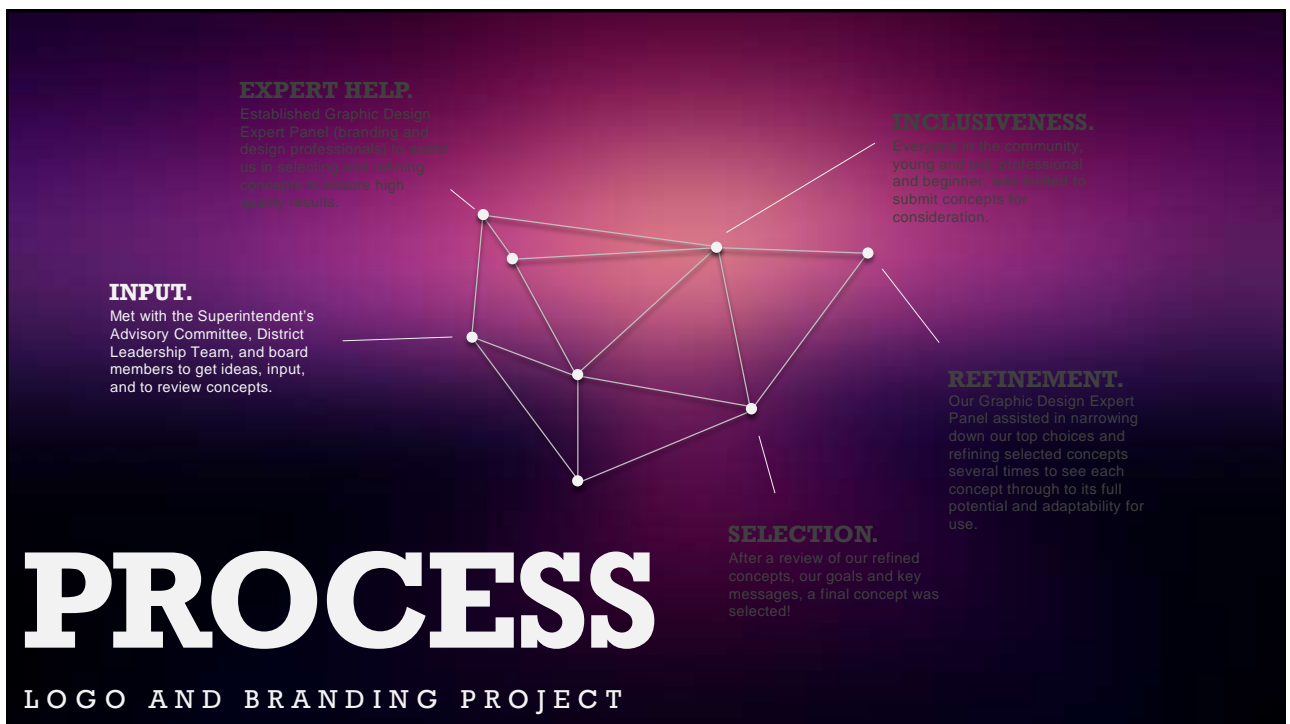 EXPERT HELP.
Established Graphic Design
Expert Panel (branding and
design professionals) to assist
us in selecting and refining
concepts to ensure high
quality results.
INCLUSIVENESS.
Everyone in the community,
young and old, professional
and beginner, was invited to
submit concepts for
consideration.
INPUT.
Met with the Superintendent’s
Advisory Committee, District
Leadership Team, and board
members to get ideas, input,
and to review concepts.
REFINEMENT.
Our Graphic Design Expert
Panel assisted in narrowing
down our top choices and
refining selected concepts
several times to see each
concept through to its full
potential and adaptability for
use.
SELECTION.
After a review of our refined
concepts, our goals and key
messages, a final concept was
selected!
PROCESS
LOGO AND BRANDING PROJECT